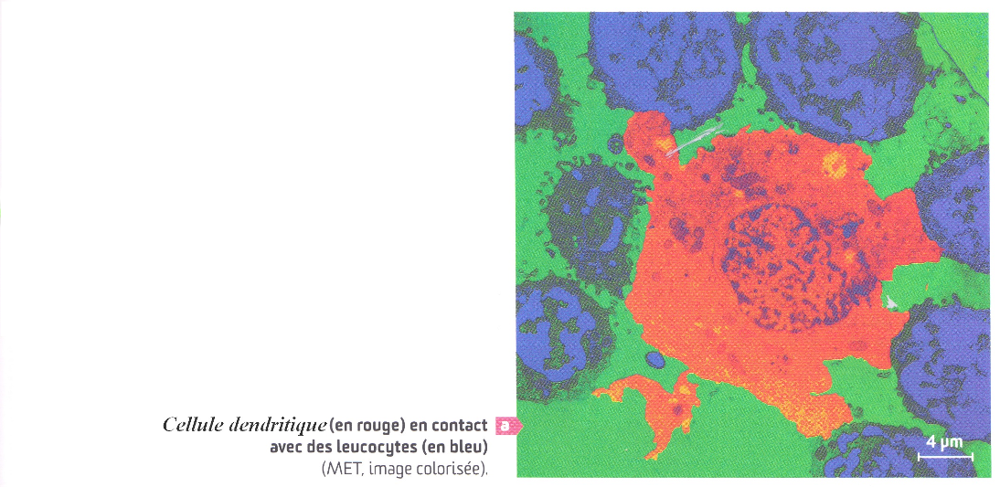 Cellule dendritique (en rouge) en contact a
avec des leucocytes (en bleu)
(MET, image colorisée).
4 µm